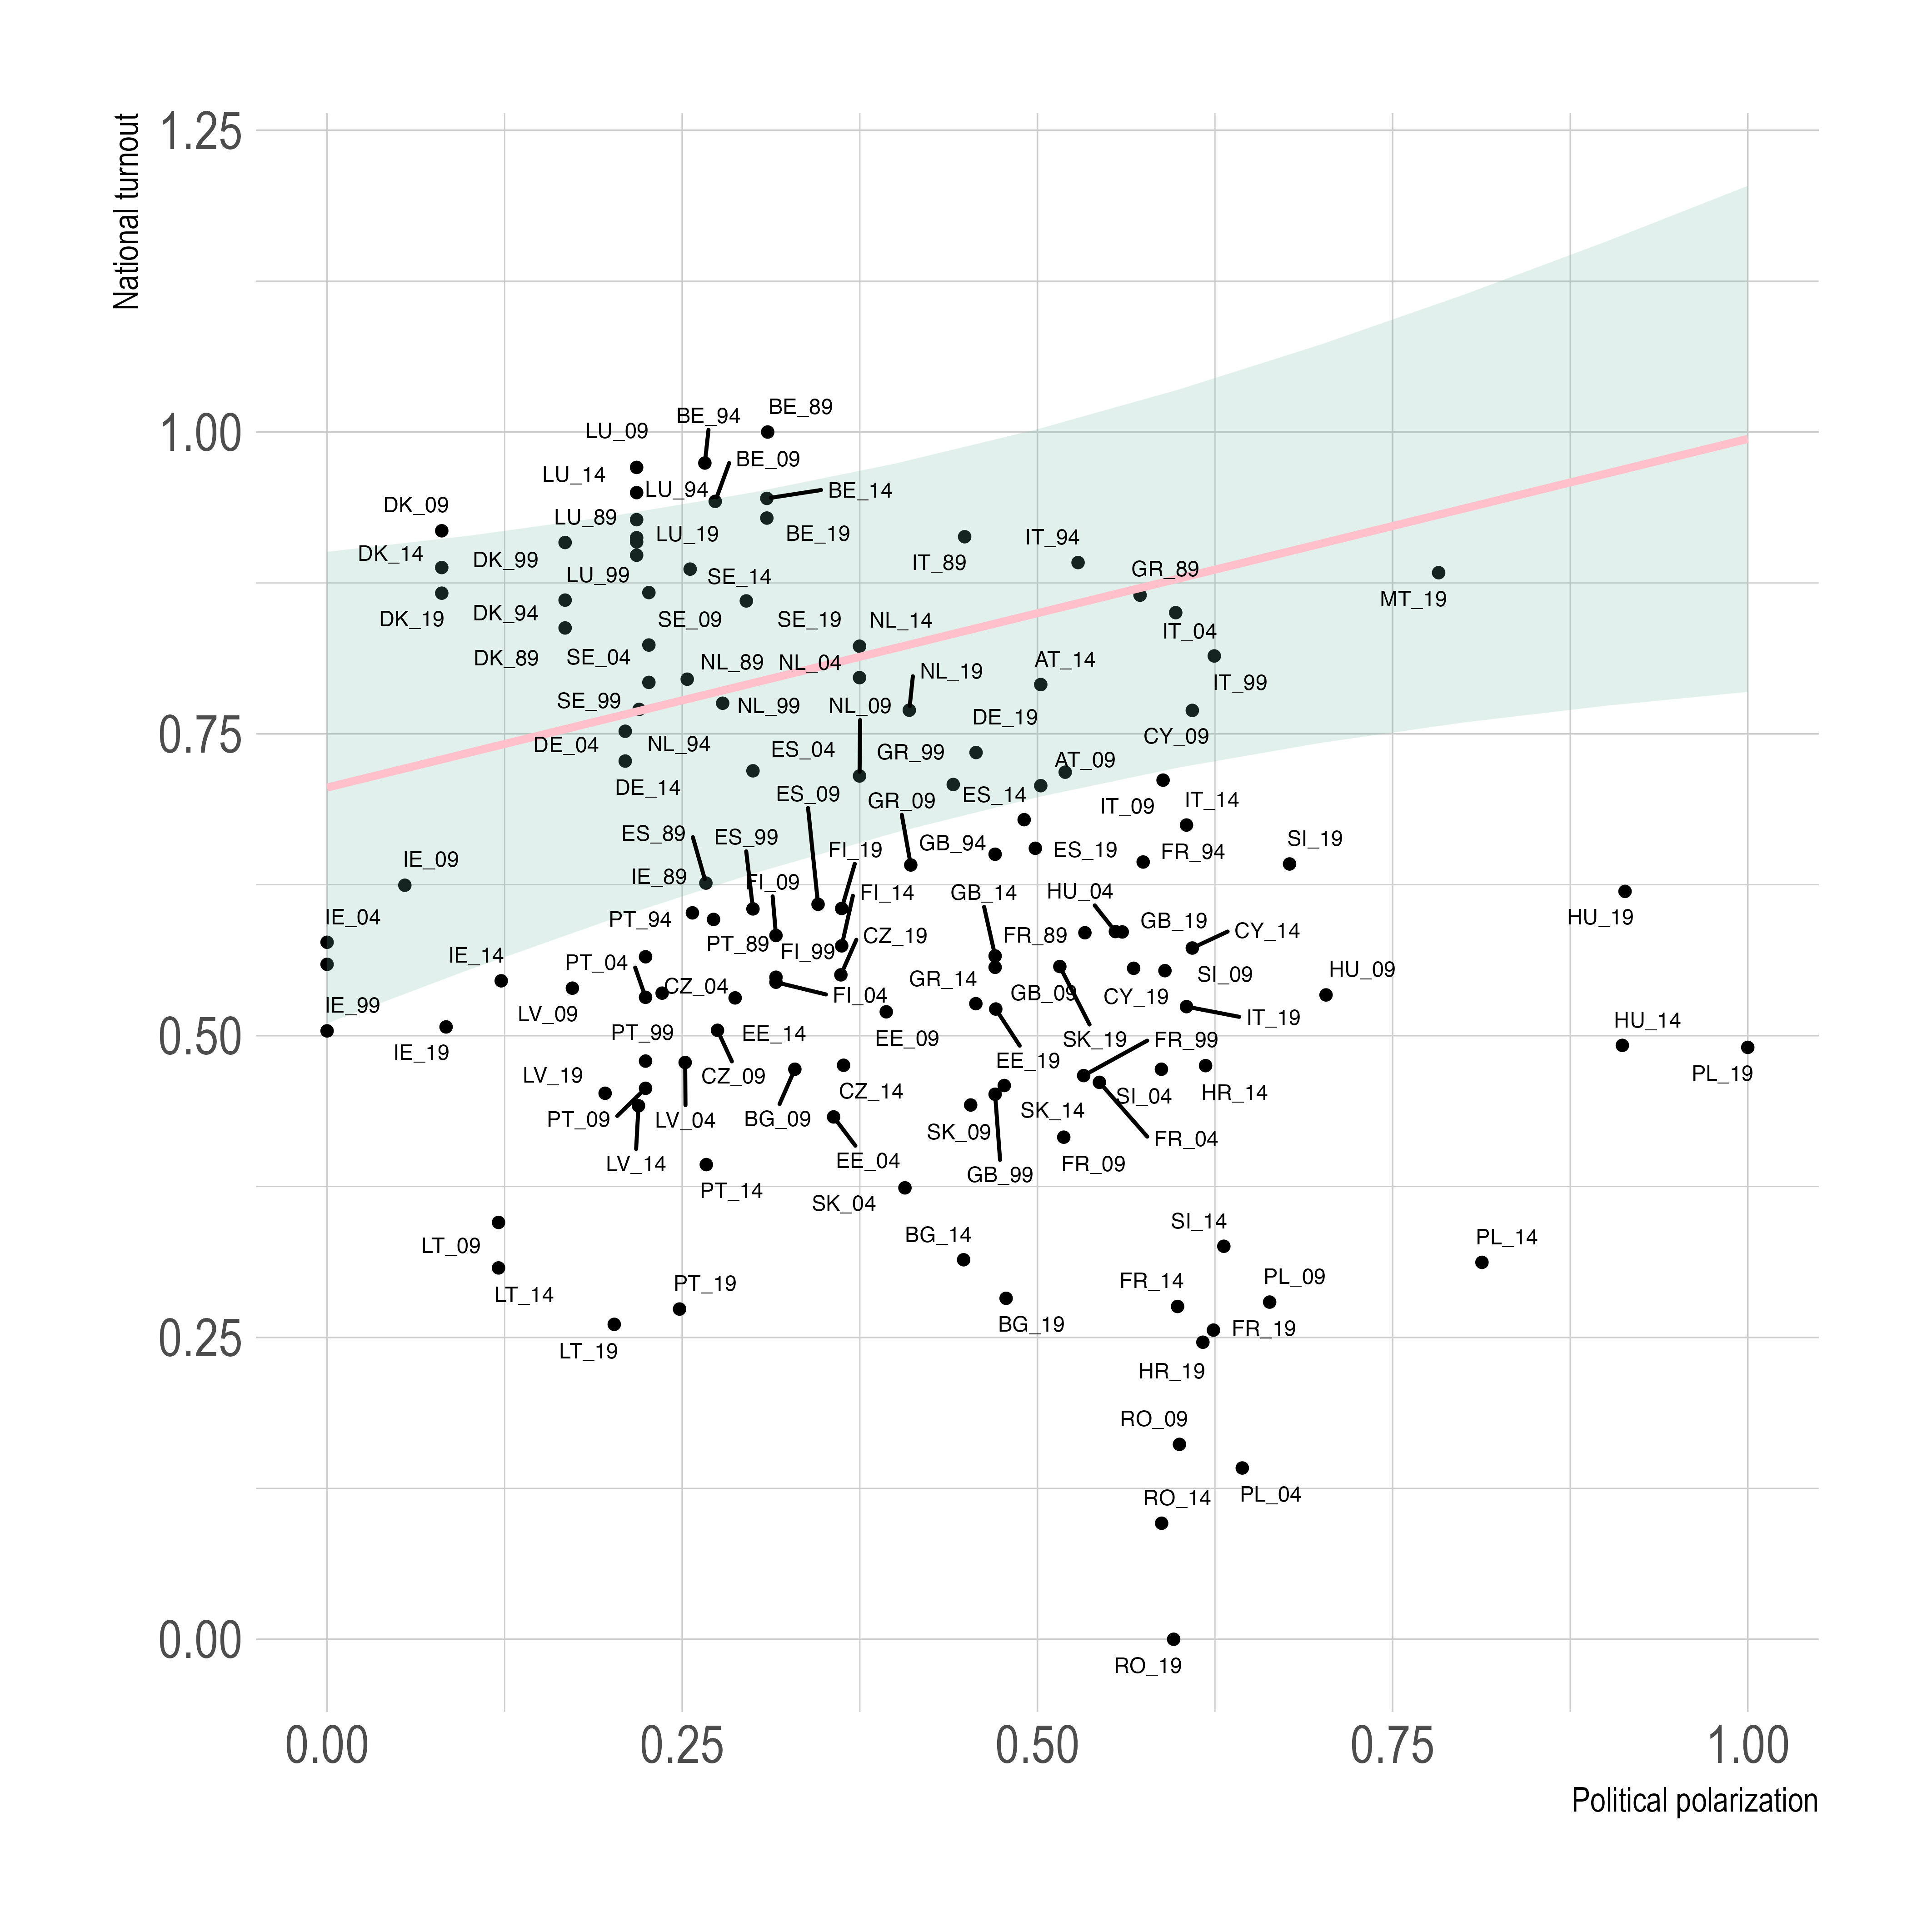 National turnout
1.25
1.00
0.75
0.50
0.25
0.00
BE_89
BE_94
LU_09
BE_09
LU_14
LU_94
BE_14
DK_09
LU_89
LU_19
BE_19
IT_94
DK_14
DK_99
IT_89
GR_89
LU_99
SE_14
MT_19
DK_19
DK_94
SE_09
SE_19
NL_14
IT_04
DK_89
SE_04
NL_89
NL_04
AT_14
NL_19
IT_99
SE_99
NL_99
NL_09
DE_19
CY_09
DE_04
NL_94
ES_04
GR_99
AT_09
DE_14
ES_09
GR_09
ES_14
IT_09
IT_14
ES_89
ES_99
FI_19
GB_94
ES_19
FR_94
SI_19
IE_09
IE_89
FI_09
FI_14
GB_14
HU_04
IE_04
PT_94
GB_19
HU_19
PT_89
FI_99
CZ_19
FR_89
CY_14
IE_14
PT_04
GR_14
SI_09
HU_09
CZ_04
FI_04
GB_09
CY_19
IE_99
LV_09
IT_19
HU_14
PT_99
EE_14
EE_09
SK_19
FR_99
IE_19
EE_19
LV_19
CZ_09
CZ_14
SI_04
HR_14
PL_19
PT_09
LV_04
BG_09
SK_14
SK_09
FR_04
LV_14
EE_04
GB_99
FR_09
PT_14
SK_04
SI_14
LT_09
BG_14
PL_14
LT_14
PT_19
FR_14
PL_09
BG_19
FR_19
LT_19
HR_19
RO_09
RO_14
PL_04
RO_19
0.00
0.25
0.50
0.75
1.00
Political polarization